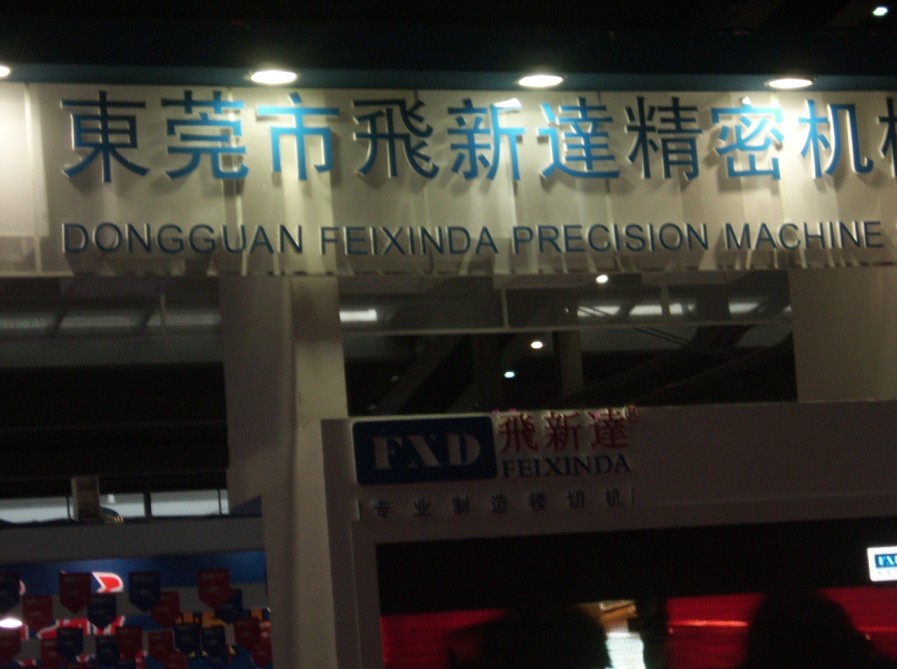 東莞市飛新達精密机
DONGGUAN FEIXINDA PRECISION MACHINE
FXD
飛新達®
FEIXINDA
专业制造模切机